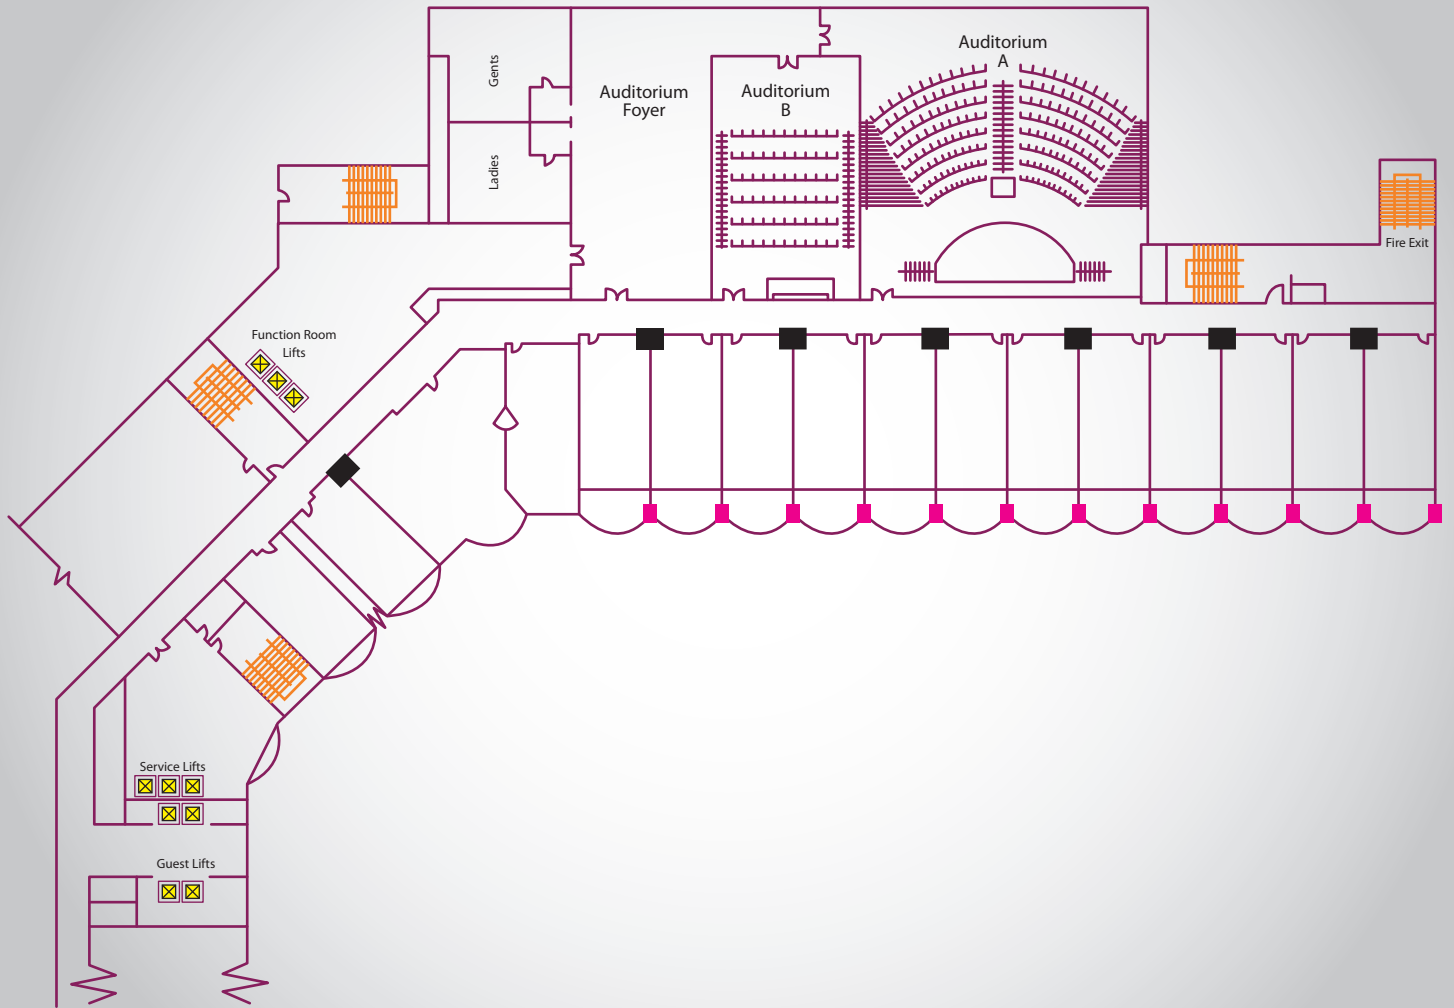 Auditorium
A
Gents
Auditorium
Foyer
Auditorium
B
Ladies
Fire Exit
Function Room
Lifts
Service Lifts
Guest Lifts